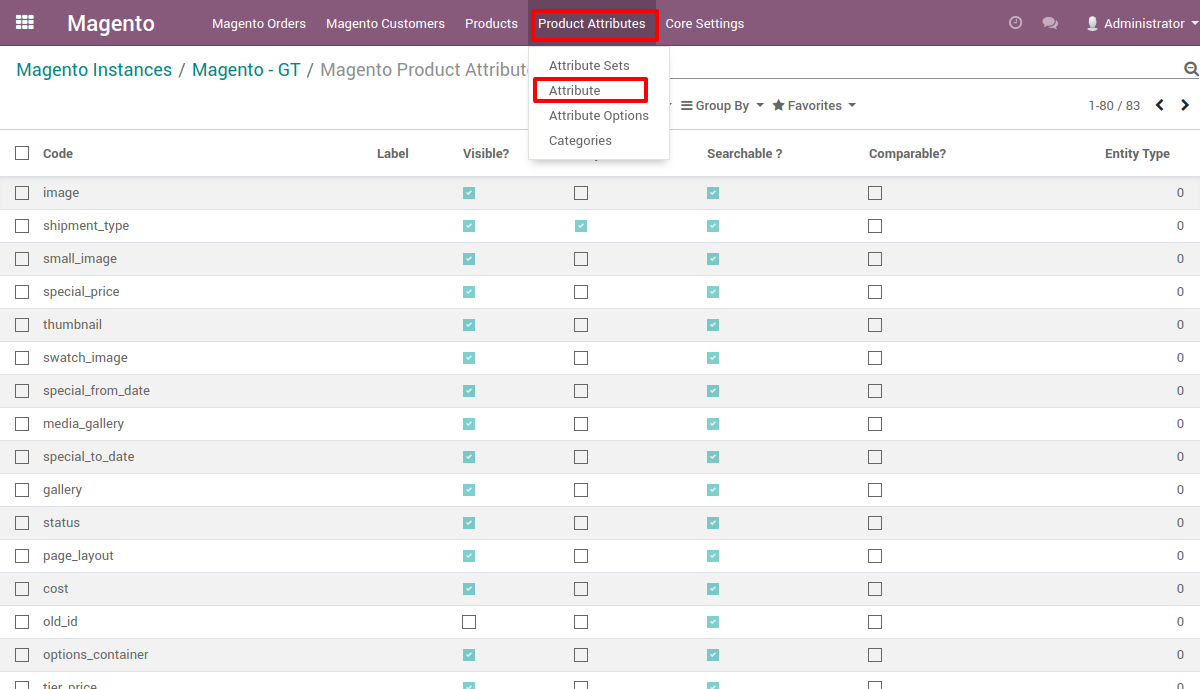 Magento Magento Orders Magento Customers Products Product Attributes Core Settings Administrator
Magento Instances / Magento - GT / Magento Product Attribut
Attribute Sets
Attribute
Attribute Options
Categories
Group By Favorites 1-80 / 83
Code Label Visible? Searchable ? Comparable? Entity Type
image 0
shipment_type 0
small_image 0
special_price 0
thumbnail 0
swatch_image 0
special_from_date 0
media_gallery 0
special_to_date 0
gallery 0
status 0
page_layout 0
cost 0
old_id 0
options_container 0
tier_price 0